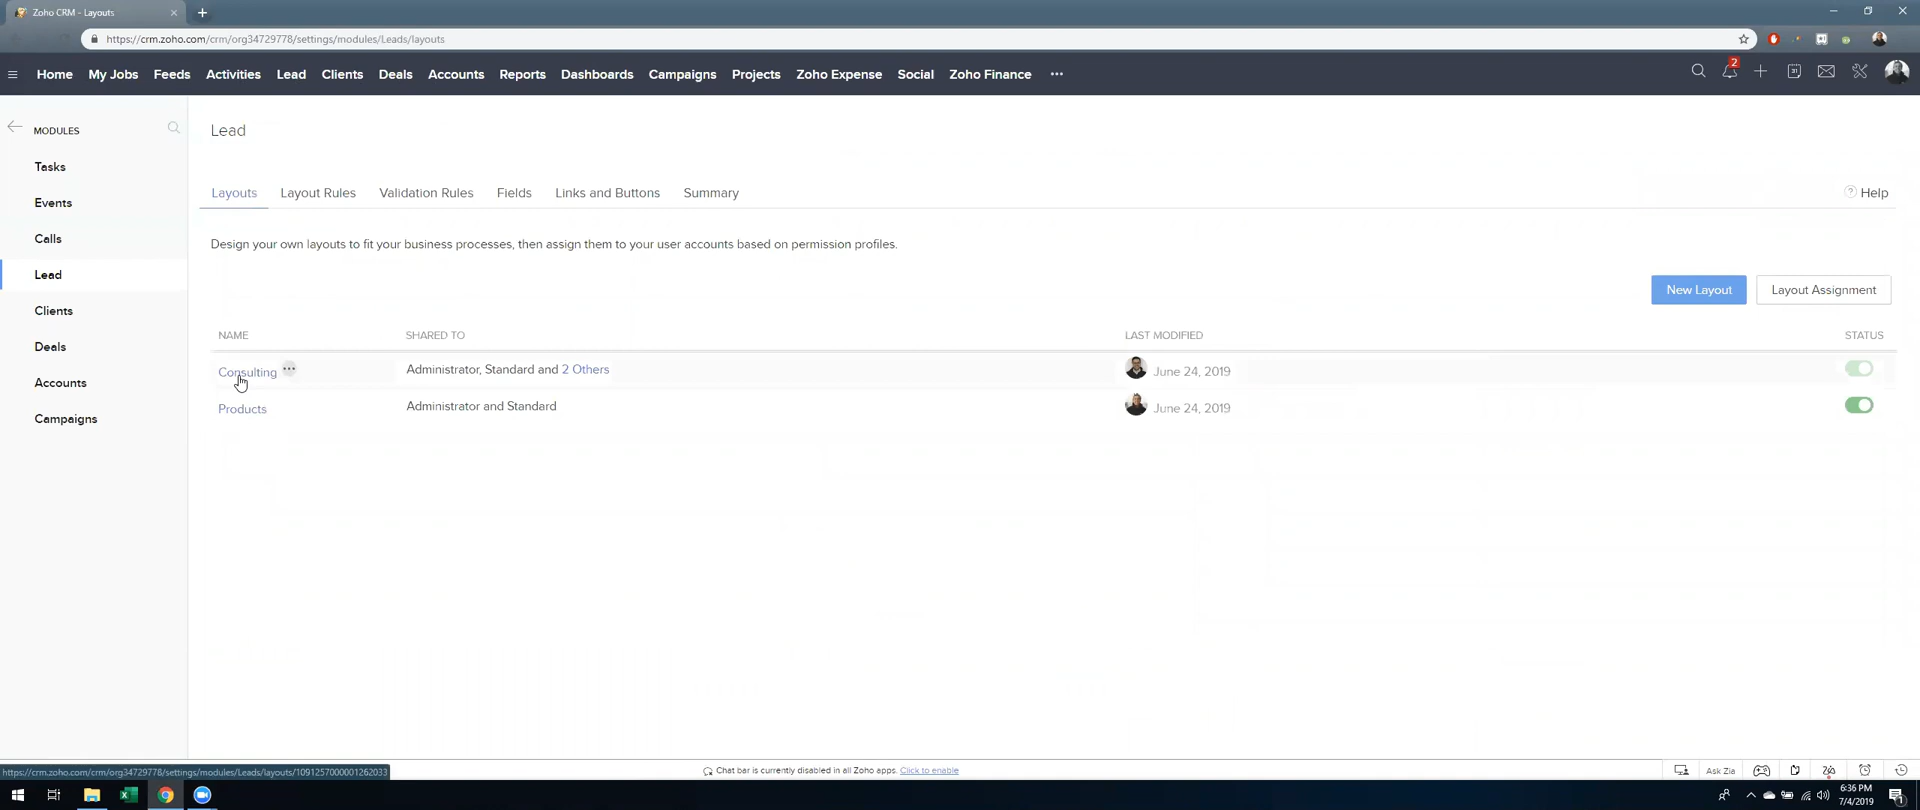 Zoho CRM - Layouts
https://crm.zoho.com/crm/org34729778/settings/modules/Leads/layouts
Home My Jobs Feeds Activities Lead Clients Deals Accounts Reports Dashboards Campaigns Projects Zoho Expense Social Zoho Finance
2
MODULES
Tasks
Events
Calls
Lead
Clients
Deals
Accounts
Campaigns
Lead
Layouts Layout Rules Validation Rules Fields Links and Buttons Summary
Help
Design your own layouts to fit your business processes, then assign them to your user accounts based on permission profiles.
New Layout Layout Assignment
NAME SHARED TO LAST MODIFIED STATUS
Consulting Administrator, Standard and 2 Others June 24, 2019
Products Administrator and Standard June 24, 2019
https://crm.zoho.com/crm/org34729778/settings/modules/Leads/layouts/1091257000001262033
Chat bar is currently disabled in all Zoho apps. Click to enable
Ask Zia
6:36 PM
7/4/2019